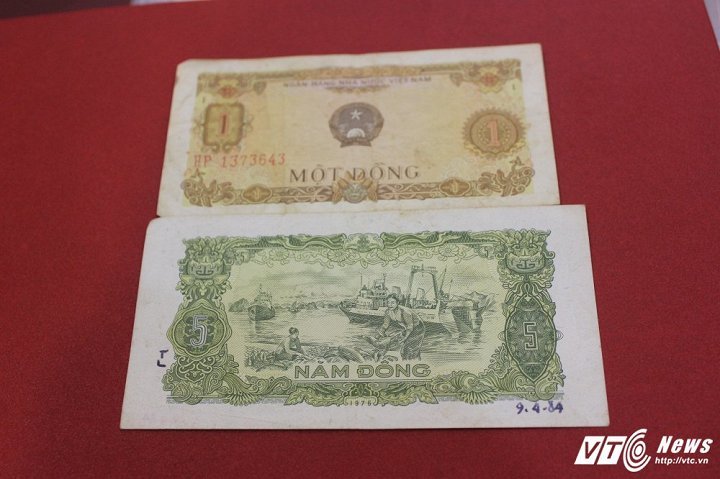 NGÂN HÀNG NHÀ NƯỚC VIỆT NAM
1
1
HP 1373643
MỘT ĐỒNG
5
5
NĂM ĐỒNG
1976
TL
9.4.84
VTC News
http://vtc.vn